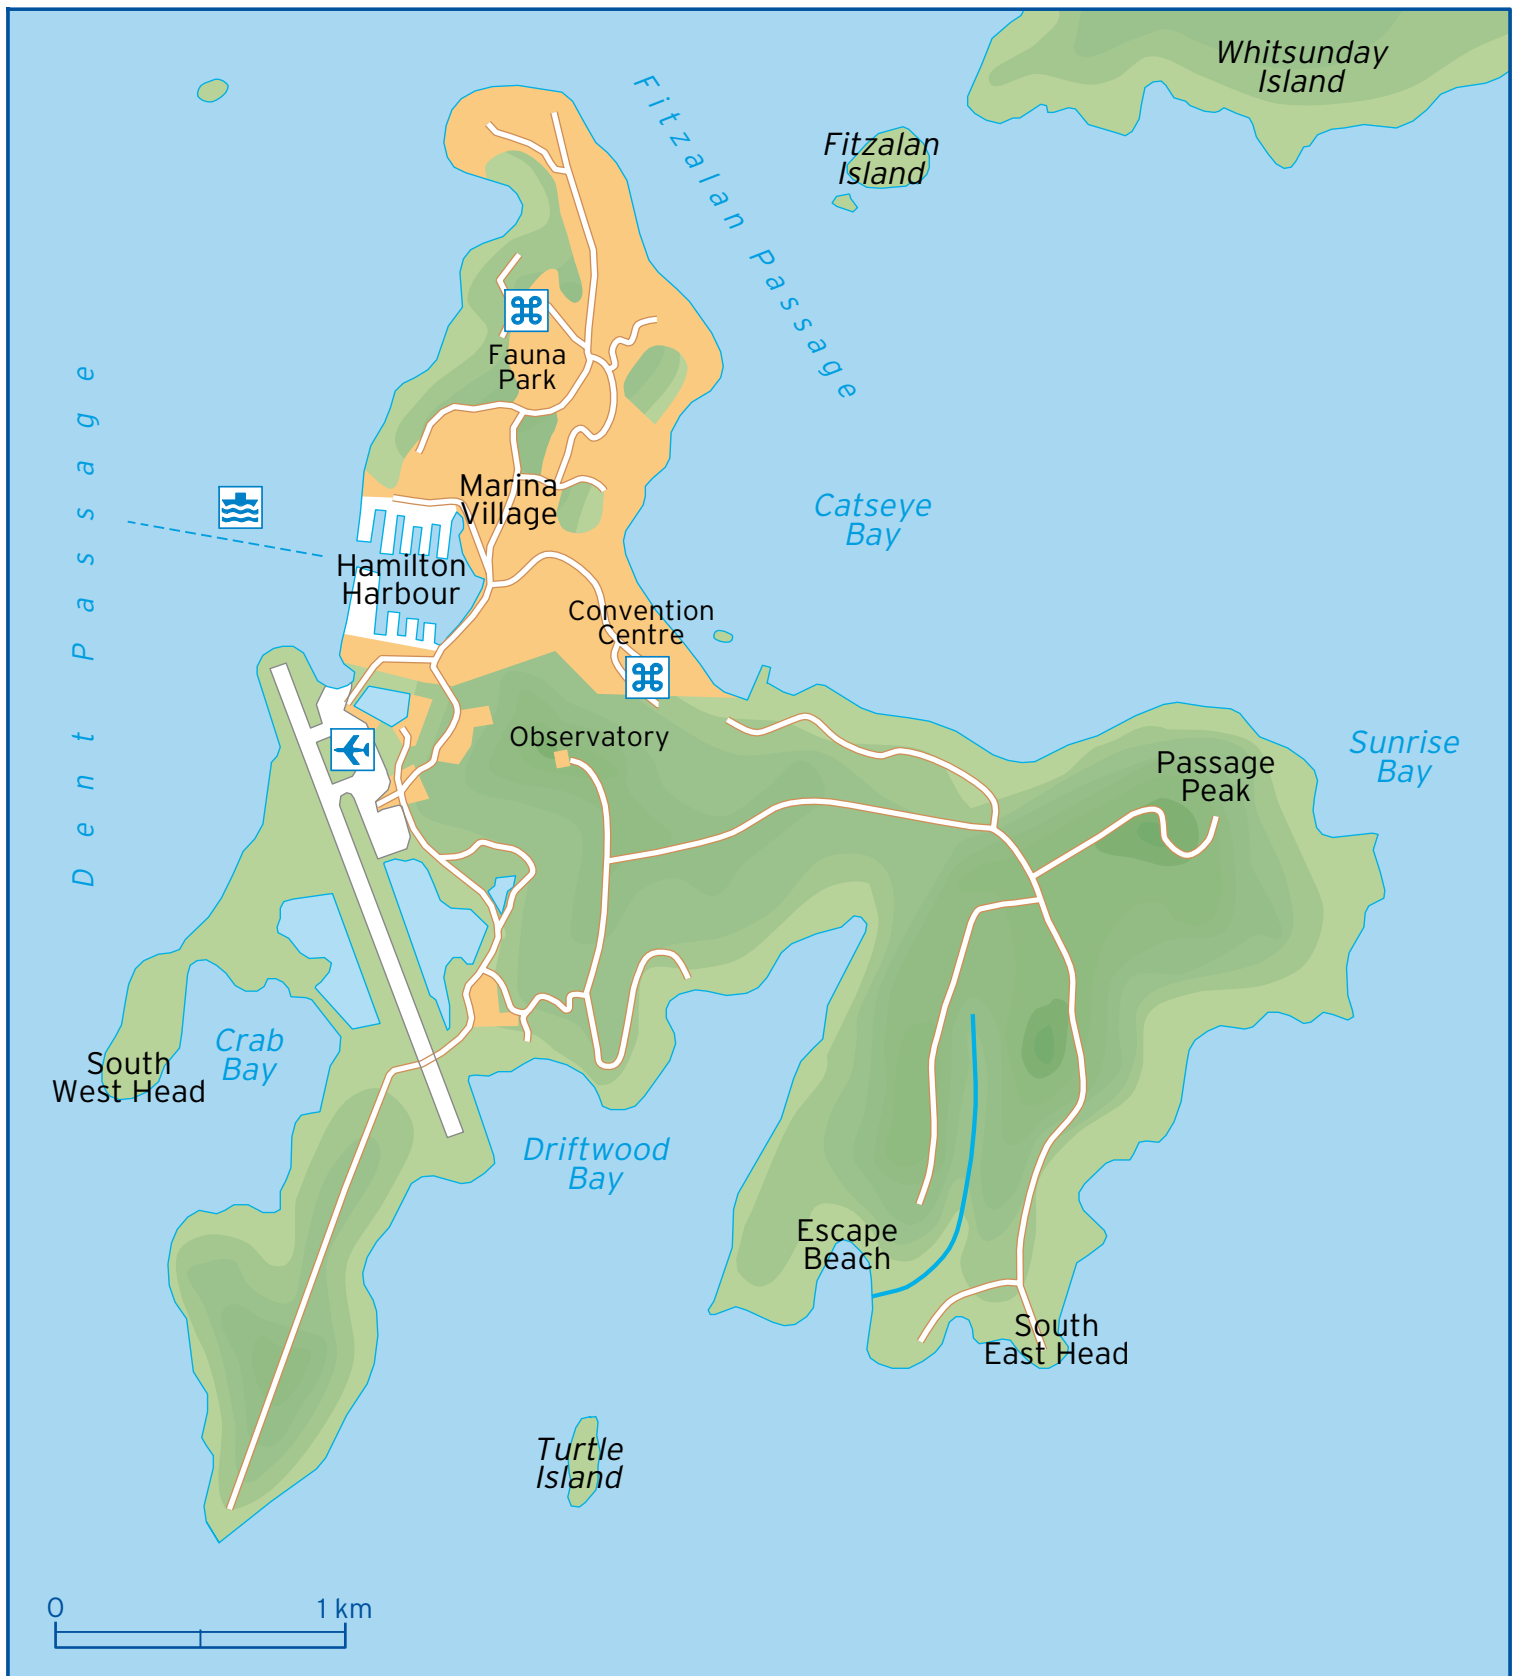 Whitsunday
Island
Fitzalan Passage
Fitzalan
Island
Fauna
Park
Dent Passage
Marina
Village
Catseye
Bay
Hamilton
Harbour
Convention
Centre
Observatory
Sunrise
Bay
Passage
Peak
Crab
Bay
South
West Head
Driftwood
Bay
Escape
Beach
South
East Head
Turtle
Island
0 1 km